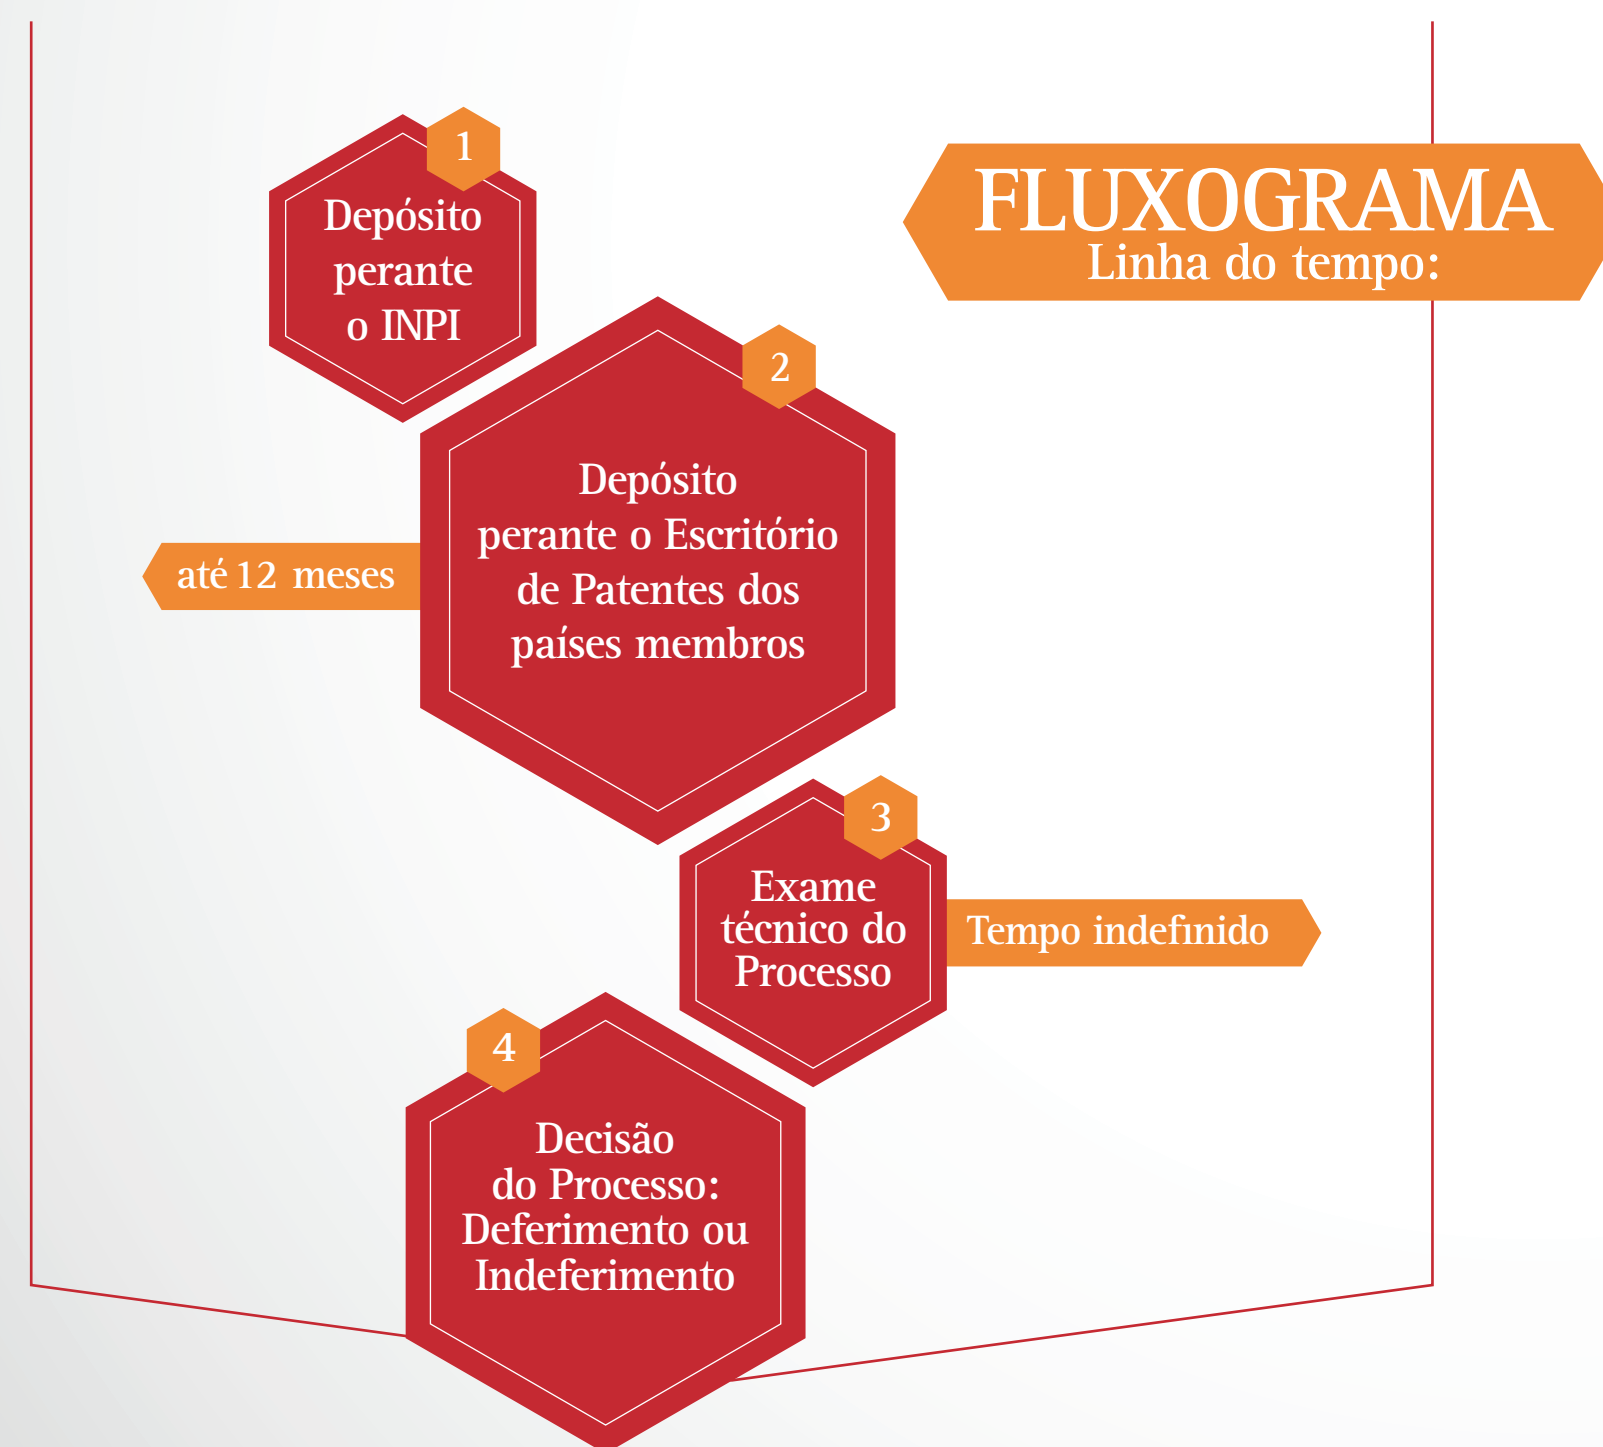 FLUXOGRAMA
Linha do tempo:
1
Depósito
perante
o INPI
2
Depósito
perante o Escritório
de Patentes dos
países membros
até 12 meses
3
Exame
técnico do
Processo
Tempo indefinido
4
Decisão
do Processo:
Deferimento ou
Indeferimento